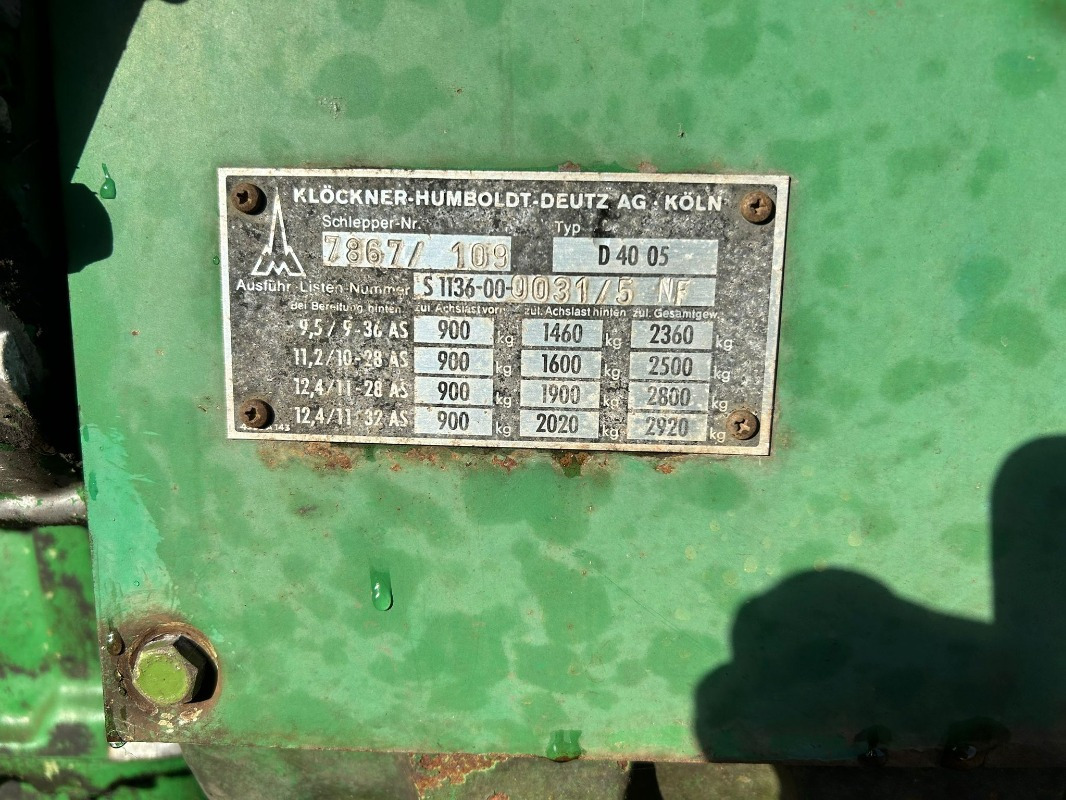 KLÖCKNER-HUMBOLDT-DEUTZ AG · KÖLN
Schlepper-Nr. Typ
7867/ 109 D 40 05
Ausführ.-Listen-Nummer S 1136-00-0031/5 NF
Bei Bereifung hinten zul. Achslast vorn zul. Achslast hinten zul. Gesamtgew.
9,5 / 9 - 36 AS 900 kg 1460 kg 2360 kg
11,2/10 - 28 AS 900 kg 1600 kg 2500 kg
12,4/11 - 28 AS 900 kg 1900 kg 2800 kg
12,4/11 - 32 AS 900 kg 2020 kg 2920 kg